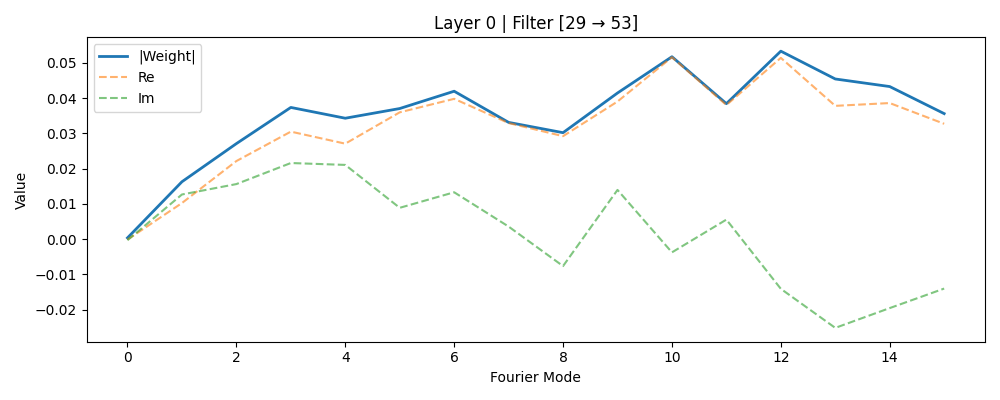 Layer 0 | Filter [29 → 53]
|Weight|
Re
Im
Value
0.05
0.04
0.03
0.02
0.01
0.00
−0.01
−0.02
0 2 4 6 8 10 12 14
Fourier Mode